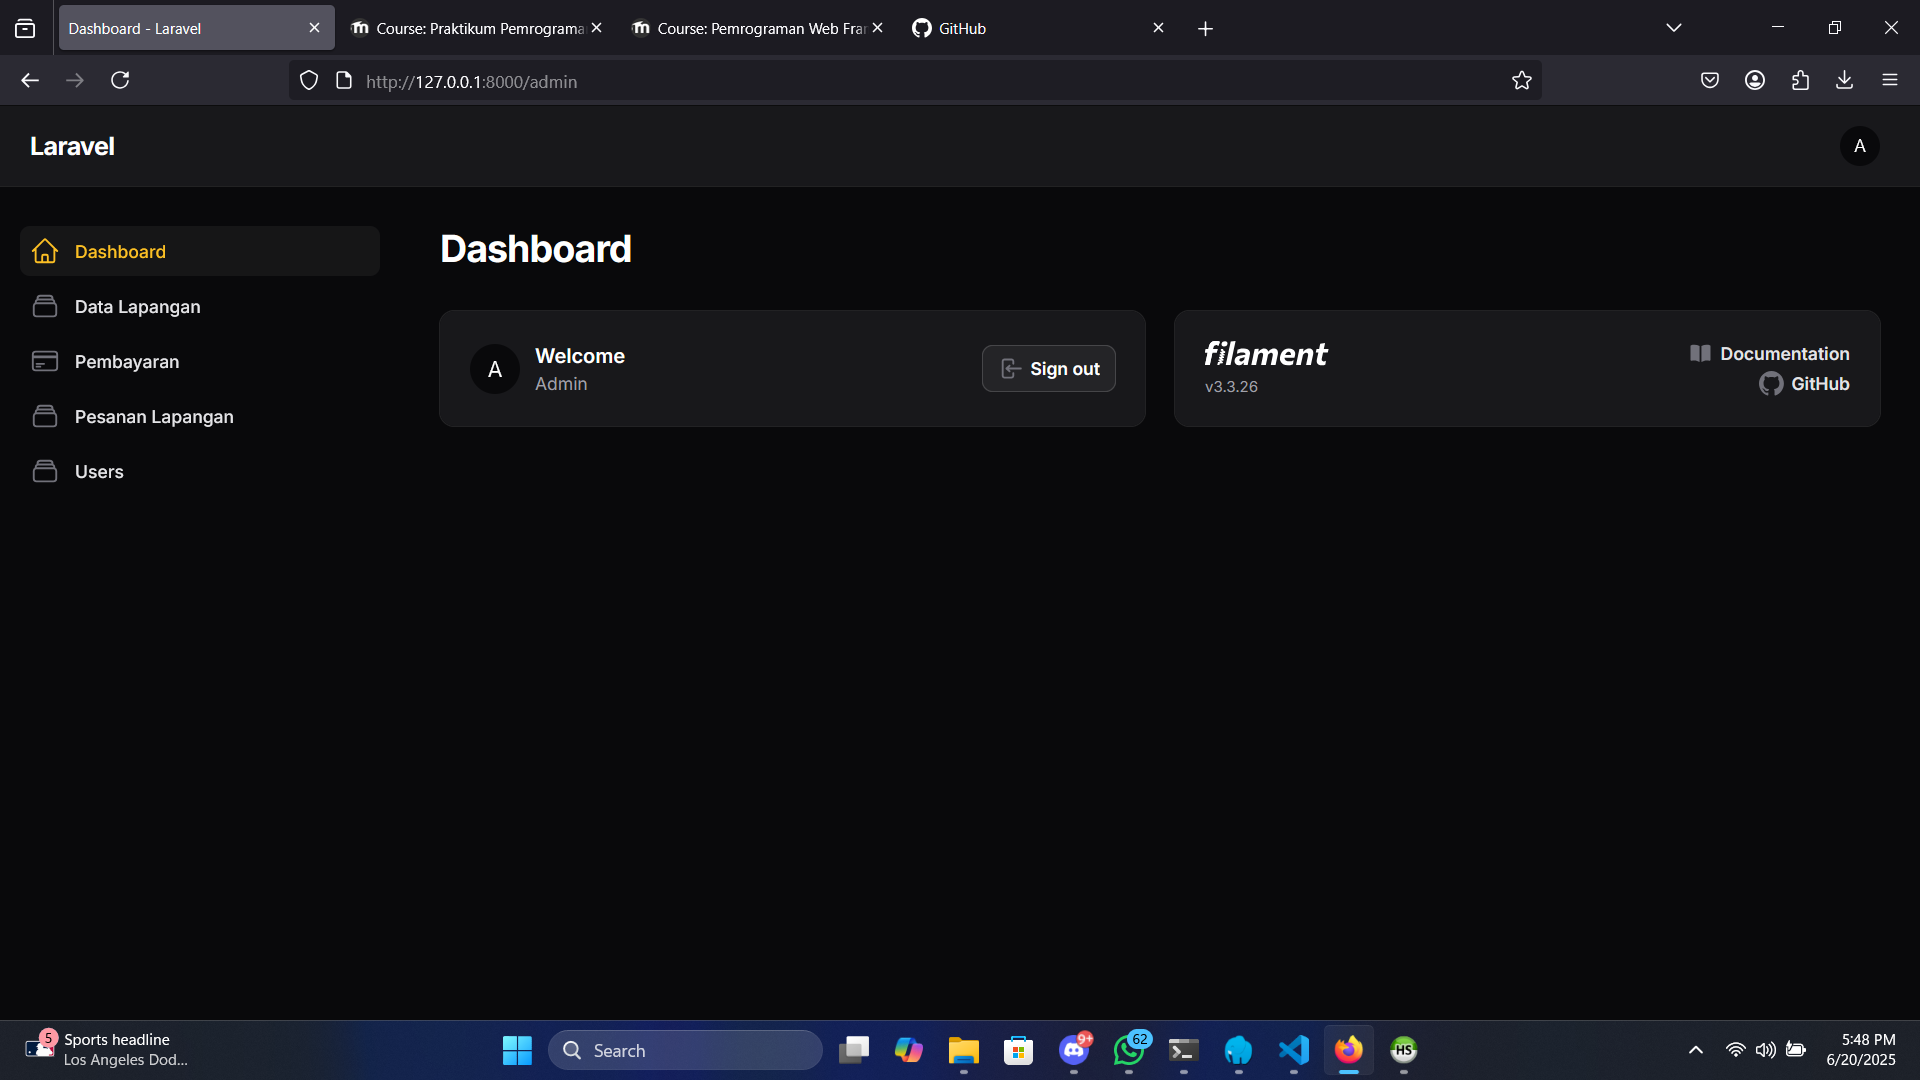 Dashboard - Laravel
Course: Praktikum Pemrograma
Course: Pemrograman Web Fra
GitHub
http://127.0.0.1:8000/admin
Laravel
A
Dashboard
Data Lapangan
Pembayaran
Pesanan Lapangan
Users
Dashboard
A
Welcome
Admin
Sign out
filament
v3.3.26
Documentation
GitHub
5
Sports headline
Los Angeles Dod...
Search
9+
62
HS
5:48 PM
6/20/2025